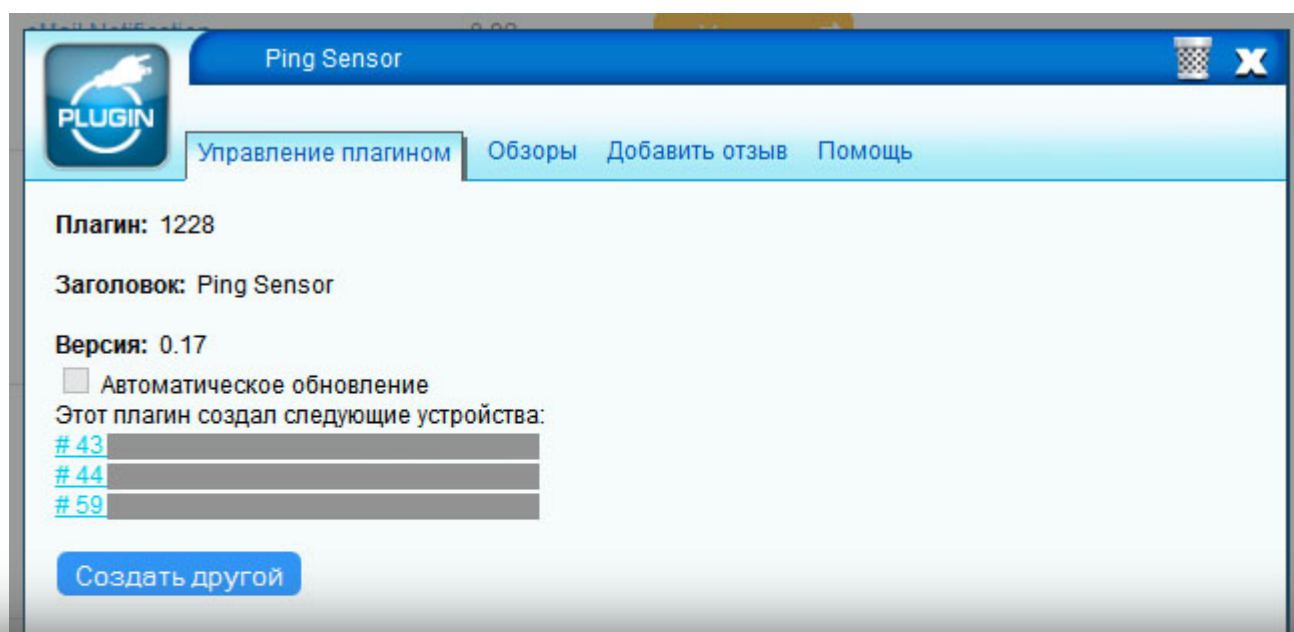 Ping Sensor
PLUGIN
Управление плагином Обзоры Добавить отзыв Помощь
Плагин: 1228
Заголовок: Ping Sensor
Версия: 0.17
Автоматическое обновление
Этот плагин создал следующие устройства:
# 43
# 44
# 59
Создать другой